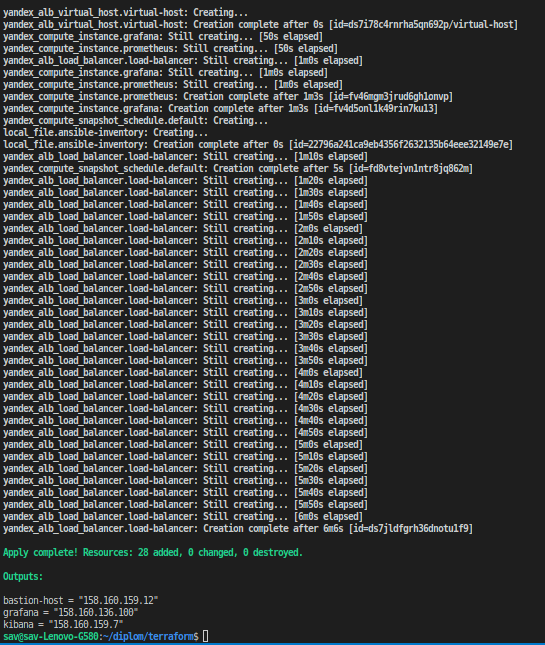 yandex_alb_virtual_host.virtual-host: Creating...
yandex_alb_virtual_host.virtual-host: Creation complete after 0s [id=ds7i78c4rnrha5qn692p/virtual-host]
yandex_compute_instance.grafana: Still creating... [50s elapsed]
yandex_compute_instance.prometheus: Still creating... [50s elapsed]
yandex_alb_load_balancer.load-balancer: Still creating... [1m0s elapsed]
yandex_compute_instance.grafana: Still creating... [1m0s elapsed]
yandex_compute_instance.prometheus: Still creating... [1m0s elapsed]
yandex_compute_instance.prometheus: Creation complete after 1m3s [id=fv46mgm3jrud6gh1onvp]
yandex_compute_instance.grafana: Creation complete after 1m3s [id=fv4d5onl1k49rin7ku13]
yandex_compute_snapshot_schedule.default: Creating...
local_file.ansible-inventory: Creating...
local_file.ansible-inventory: Creation complete after 0s [id=22796a241ca9eb4356f2632135b64eee32149e7e]
yandex_alb_load_balancer.load-balancer: Still creating... [1m10s elapsed]
yandex_compute_snapshot_schedule.default: Creation complete after 5s [id=fd8vtejvn1ntr8jq862m]
yandex_alb_load_balancer.load-balancer: Still creating... [1m20s elapsed]
yandex_alb_load_balancer.load-balancer: Still creating... [1m30s elapsed]
yandex_alb_load_balancer.load-balancer: Still creating... [1m40s elapsed]
yandex_alb_load_balancer.load-balancer: Still creating... [1m50s elapsed]
yandex_alb_load_balancer.load-balancer: Still creating... [2m0s elapsed]
yandex_alb_load_balancer.load-balancer: Still creating... [2m10s elapsed]
yandex_alb_load_balancer.load-balancer: Still creating... [2m20s elapsed]
yandex_alb_load_balancer.load-balancer: Still creating... [2m30s elapsed]
yandex_alb_load_balancer.load-balancer: Still creating... [2m40s elapsed]
yandex_alb_load_balancer.load-balancer: Still creating... [2m50s elapsed]
yandex_alb_load_balancer.load-balancer: Still creating... [3m0s elapsed]
yandex_alb_load_balancer.load-balancer: Still creating... [3m10s elapsed]
yandex_alb_load_balancer.load-balancer: Still creating... [3m20s elapsed]
yandex_alb_load_balancer.load-balancer: Still creating... [3m30s elapsed]
yandex_alb_load_balancer.load-balancer: Still creating... [3m40s elapsed]
yandex_alb_load_balancer.load-balancer: Still creating... [3m50s elapsed]
yandex_alb_load_balancer.load-balancer: Still creating... [4m0s elapsed]
yandex_alb_load_balancer.load-balancer: Still creating... [4m10s elapsed]
yandex_alb_load_balancer.load-balancer: Still creating... [4m20s elapsed]
yandex_alb_load_balancer.load-balancer: Still creating... [4m30s elapsed]
yandex_alb_load_balancer.load-balancer: Still creating... [4m40s elapsed]
yandex_alb_load_balancer.load-balancer: Still creating... [4m50s elapsed]
yandex_alb_load_balancer.load-balancer: Still creating... [5m0s elapsed]
yandex_alb_load_balancer.load-balancer: Still creating... [5m10s elapsed]
yandex_alb_load_balancer.load-balancer: Still creating... [5m20s elapsed]
yandex_alb_load_balancer.load-balancer: Still creating... [5m30s elapsed]
yandex_alb_load_balancer.load-balancer: Still creating... [5m40s elapsed]
yandex_alb_load_balancer.load-balancer: Still creating... [5m50s elapsed]
yandex_alb_load_balancer.load-balancer: Still creating... [6m0s elapsed]
yandex_alb_load_balancer.load-balancer: Creation complete after 6m6s [id=ds7jldfgrh36dnotu1f9]
Apply complete! Resources: 28 added, 0 changed, 0 destroyed.
Outputs:
bastion-host = "158.160.159.12"
grafana = "158.160.136.100"
kibana = "158.160.159.7"
sav@sav-Lenovo-G580:~/diplom/terraform$